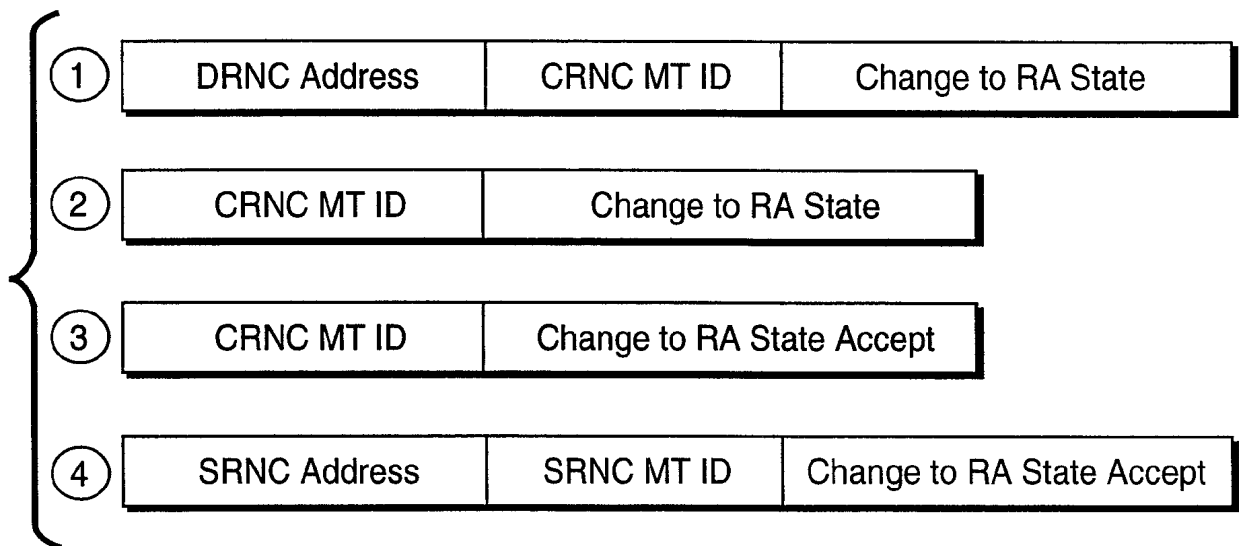 1 DRNC Address CRNC MT ID Change to RA State
2 CRNC MT ID Change to RA State
3 CRNC MT ID Change to RA State Accept
4 SRNC Address SRNC MT ID Change to RA State Accept